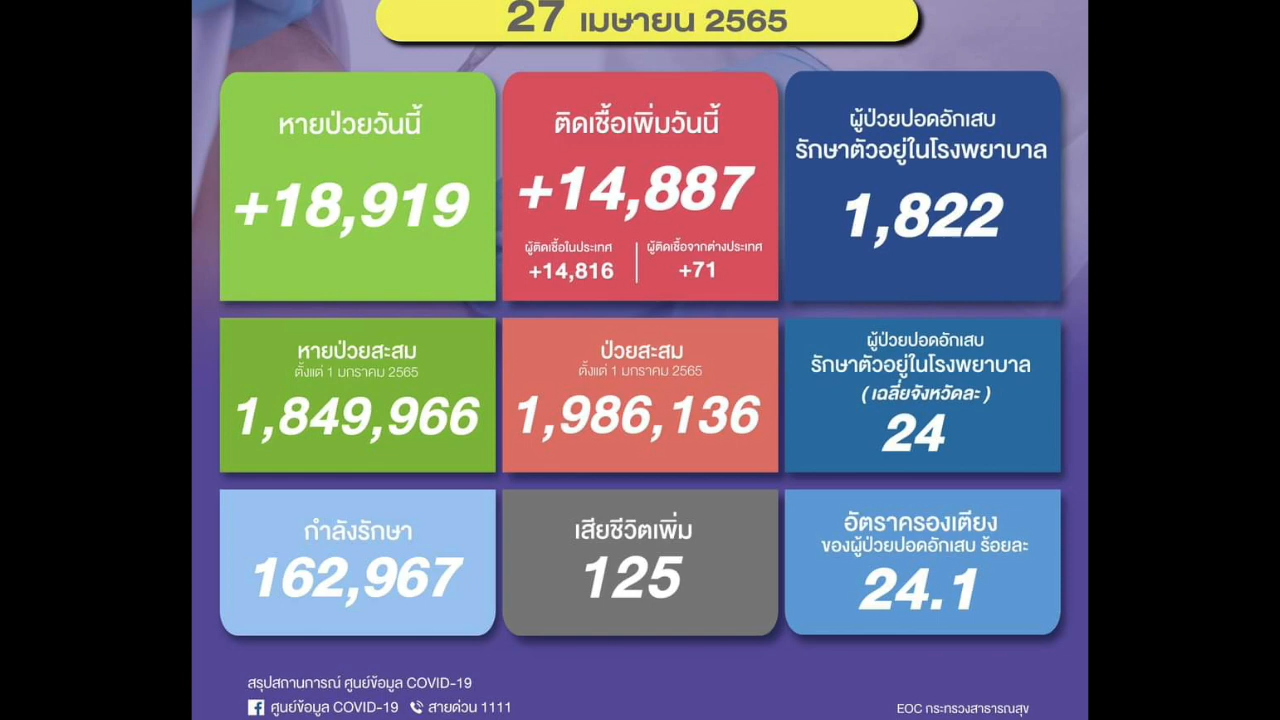 27 เมษายน 2565
หายป่วยวันนี้
+18,919
ติดเชื้อเพิ่มวันนี้
+14,887
ผู้ติดเชื้อในประเทศ
+14,816
ผู้ติดเชื้อจากต่างประเทศ
+71
ผู้ป่วยปอดอักเสบ
รักษาตัวอยู่ในโรงพยาบาล
1,822
หายป่วยสะสม
ตั้งแต่ 1 มกราคม 2565
1,849,966
ป่วยสะสม
ตั้งแต่ 1 มกราคม 2565
1,986,136
ผู้ป่วยปอดอักเสบ
รักษาตัวอยู่ในโรงพยาบาล
(เฉลี่ยจังหวัดละ)
24
กำลังรักษา
162,967
เสียชีวิตเพิ่ม
125
อัตราครองเตียง
ของผู้ป่วยปอดอักเสบ ร้อยละ
24.1
สรุปสถานการณ์ ศูนย์ข้อมูล COVID-19
ศูนย์ข้อมูล COVID-19 สายด่วน 1111
EOC กระทรวงสาธารณสุข